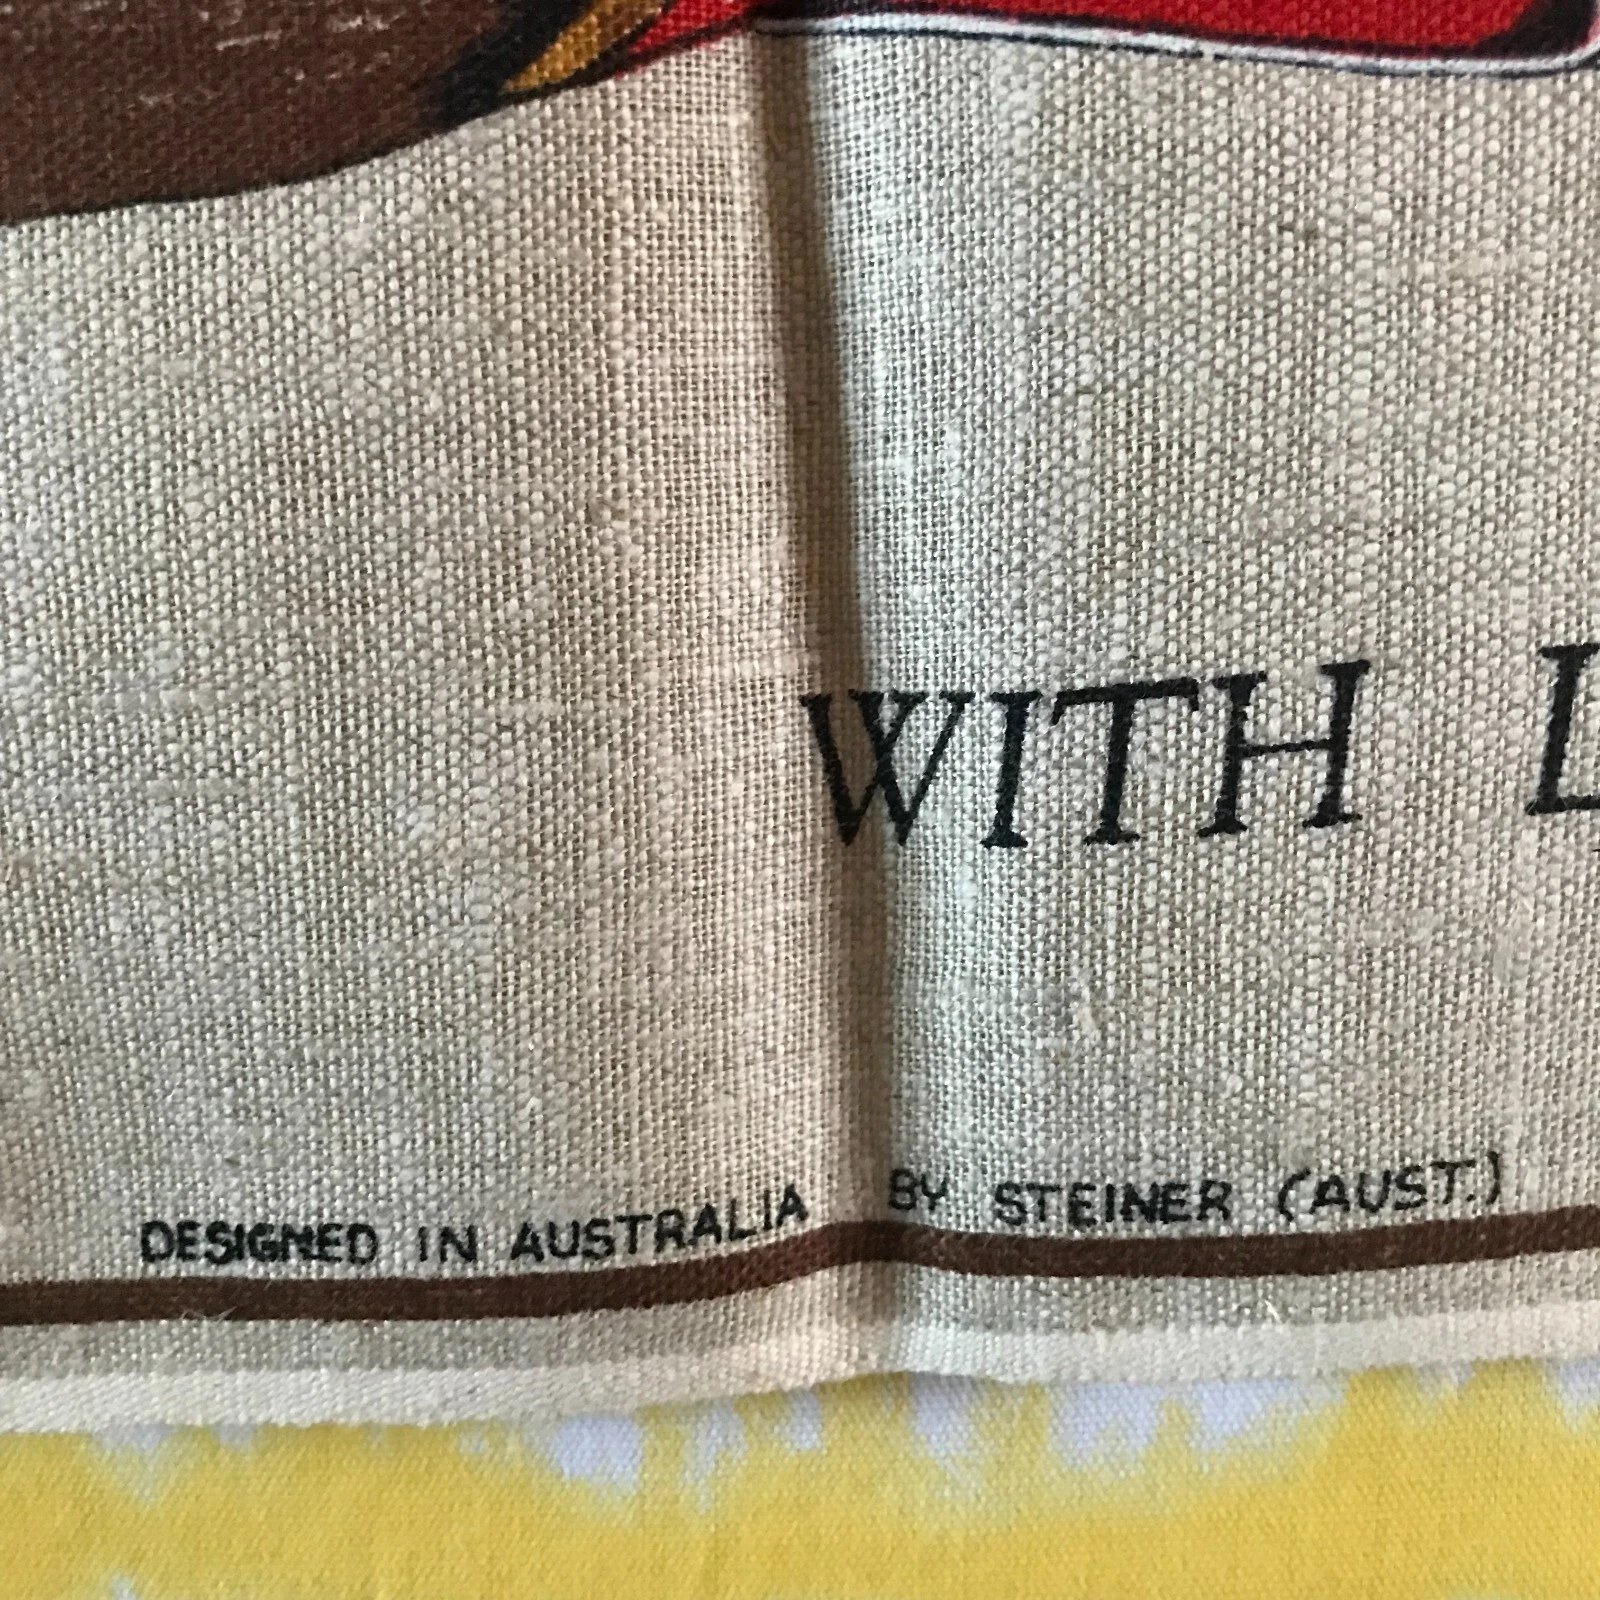 WITH
DESIGNED IN AUSTRALIA BY STEINER (AUST.)